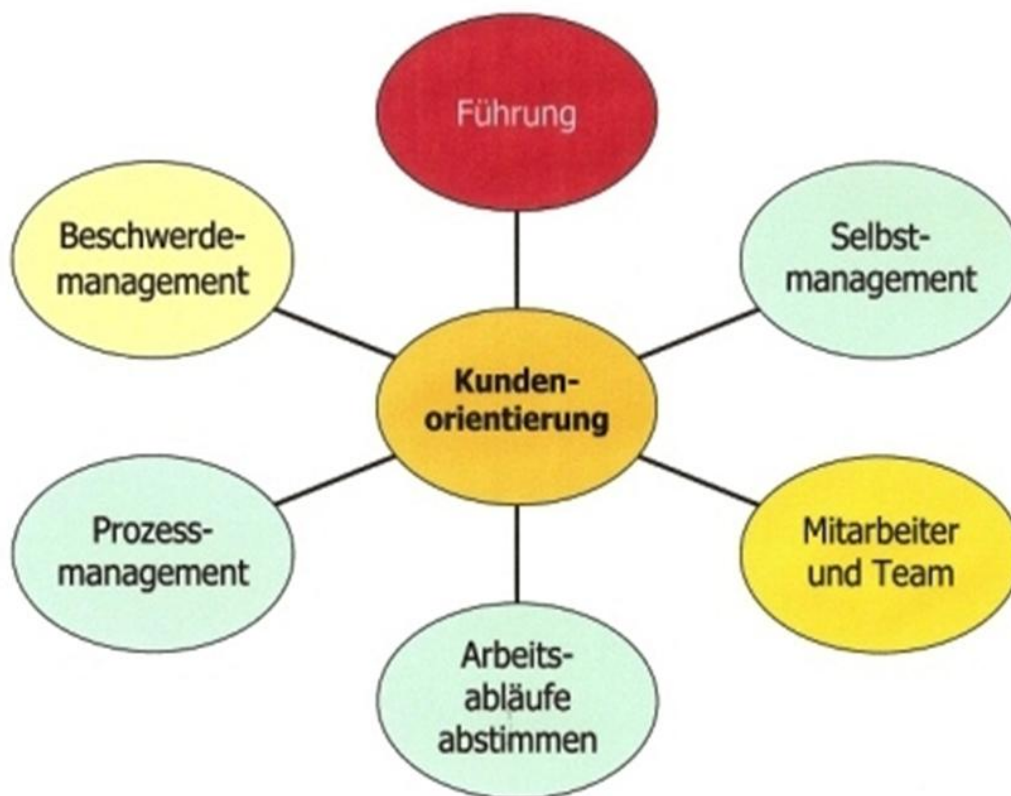 Führung
Beschwerde-
management
Selbst-
management
Kunden-
orientierung
Prozess-
management
Mitarbeiter
und Team
Arbeits-
abläufe
abstimmen